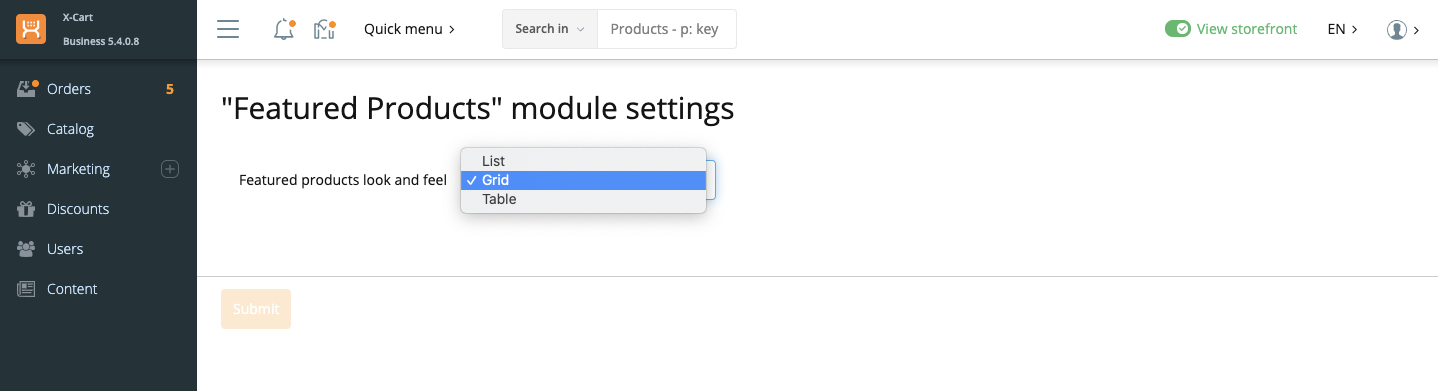 X-Cart
Business 5.4.0.8
Quick menu
Search in
Products - p: key
View storefront
EN
Orders 5
Catalog
Marketing
Discounts
Users
Content
"Featured Products" module settings
Featured products look and feel
List
Grid
Table
Submit